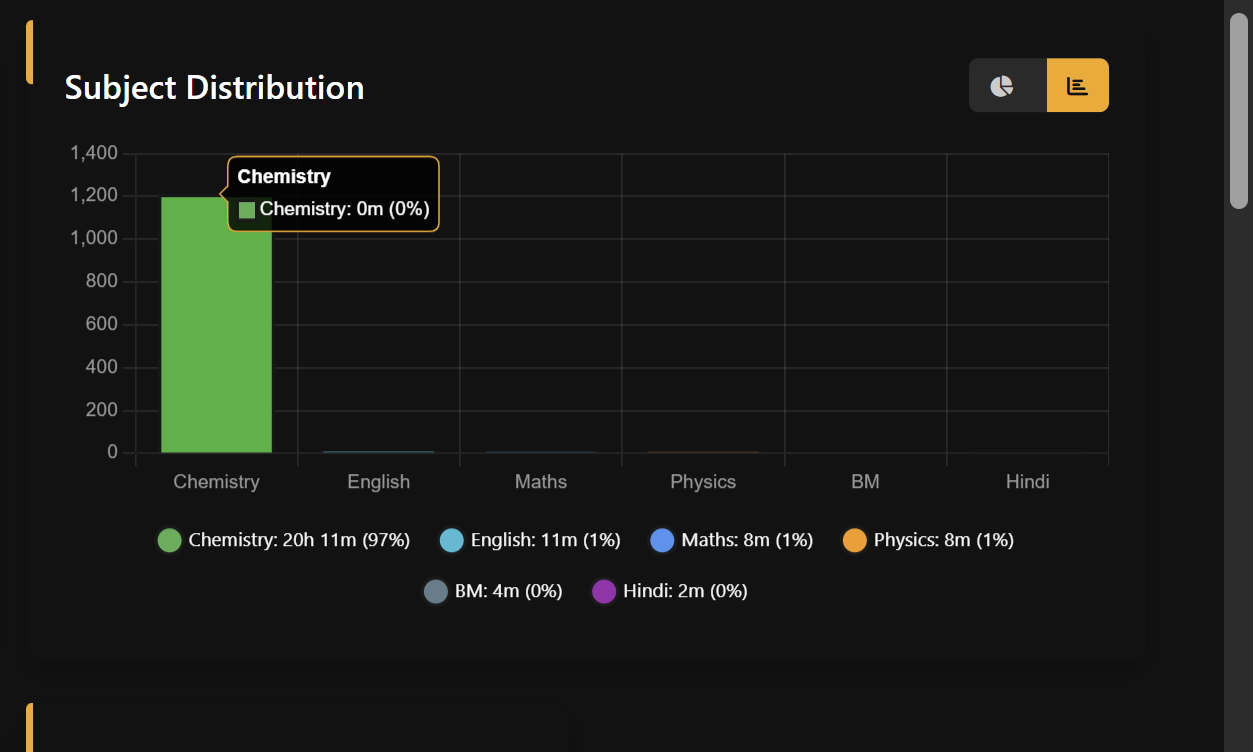 Subject Distribution
1,400
1,200
1,000
800
600
400
200
0
Chemistry
Chemistry: 0m (0%)
Chemistry English Maths Physics BM Hindi
Chemistry: 20h 11m (97%) English: 11m (1%) Maths: 8m (1%) Physics: 8m (1%)
BM: 4m (0%) Hindi: 2m (0%)